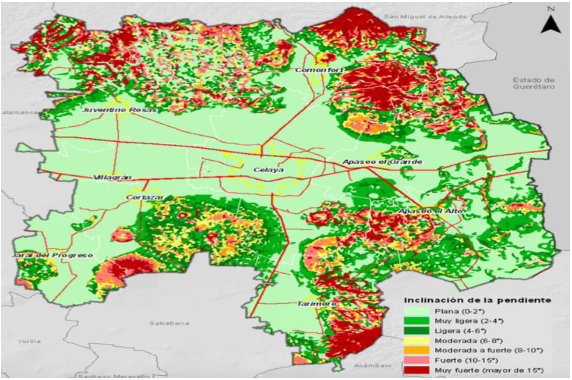 San Miguel de Allende
N
Comonfort
Estado de
Querétaro
Juventino Rosas
Apaseo el Grande
Celaya
Villagrán
Cortazar
Apaseo el Alto
Jaral del Progreso
Tarimoro
Salvatierra
Yuriria
Acámbaro
Inclinación de la pendiente
Plana (0-2°)
Muy ligera (2-4°)
Ligera (4-6°)
Moderada (6-8°)
Moderada a fuerte (8-10°)
Fuerte (10-15°)
Muy fuerte (mayor de 15°)